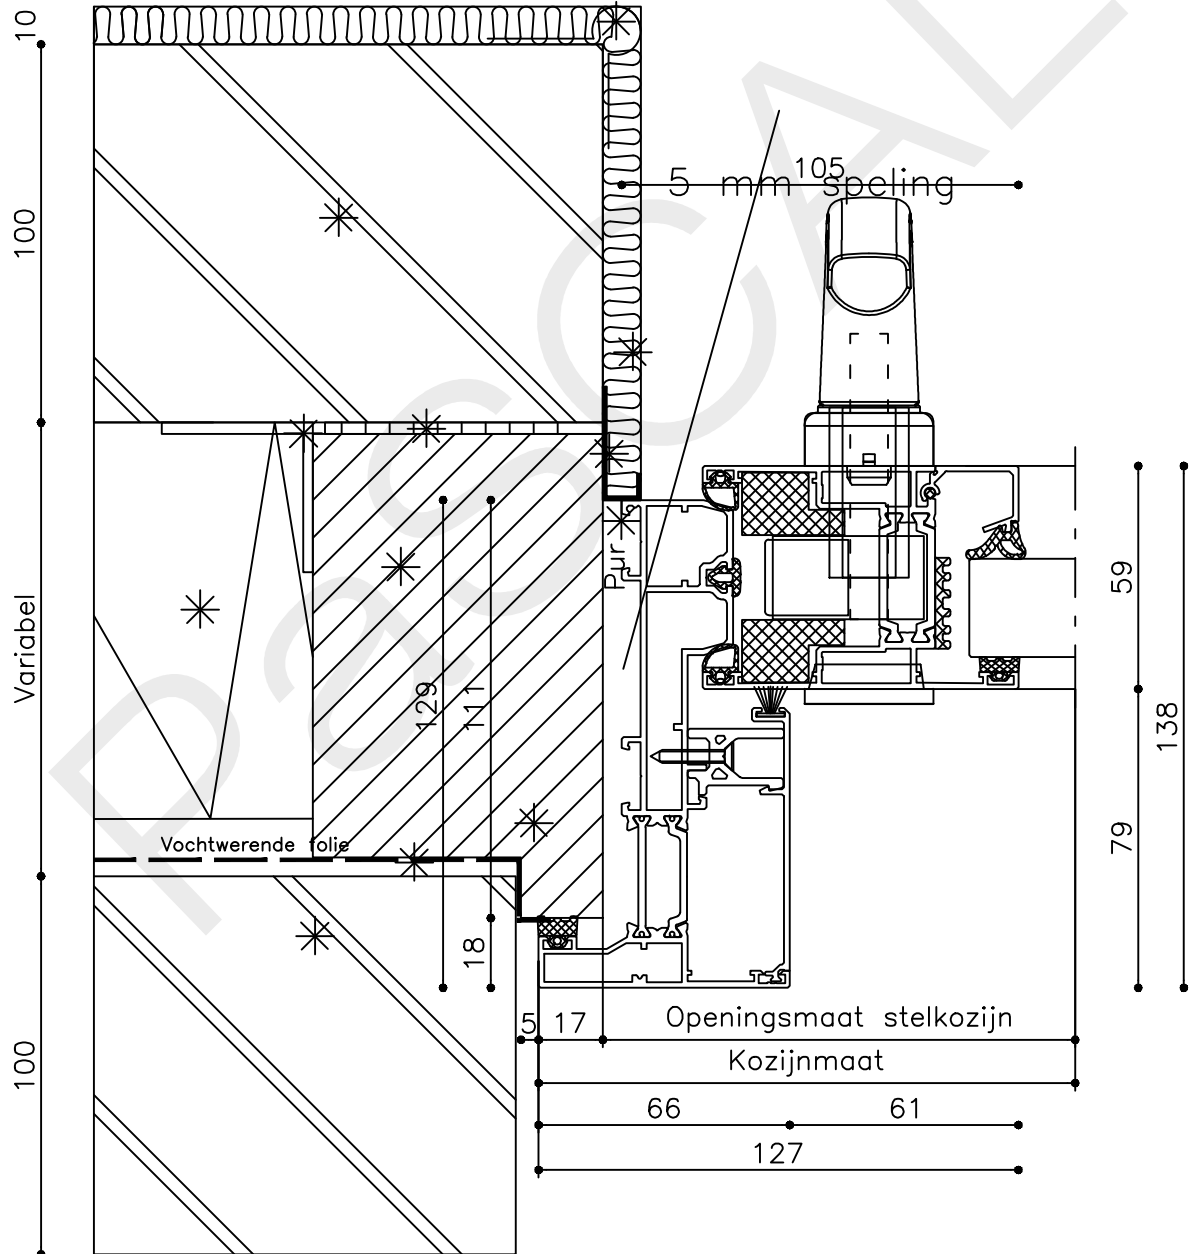 10
105
5 mm speling
100
Pur
59
Variabel
129
111
138
79
Vochtwerende folie
18
5
17
Openingsmaat stelkozijn
Kozijnmaat
100
66
61
127
PaSCAL